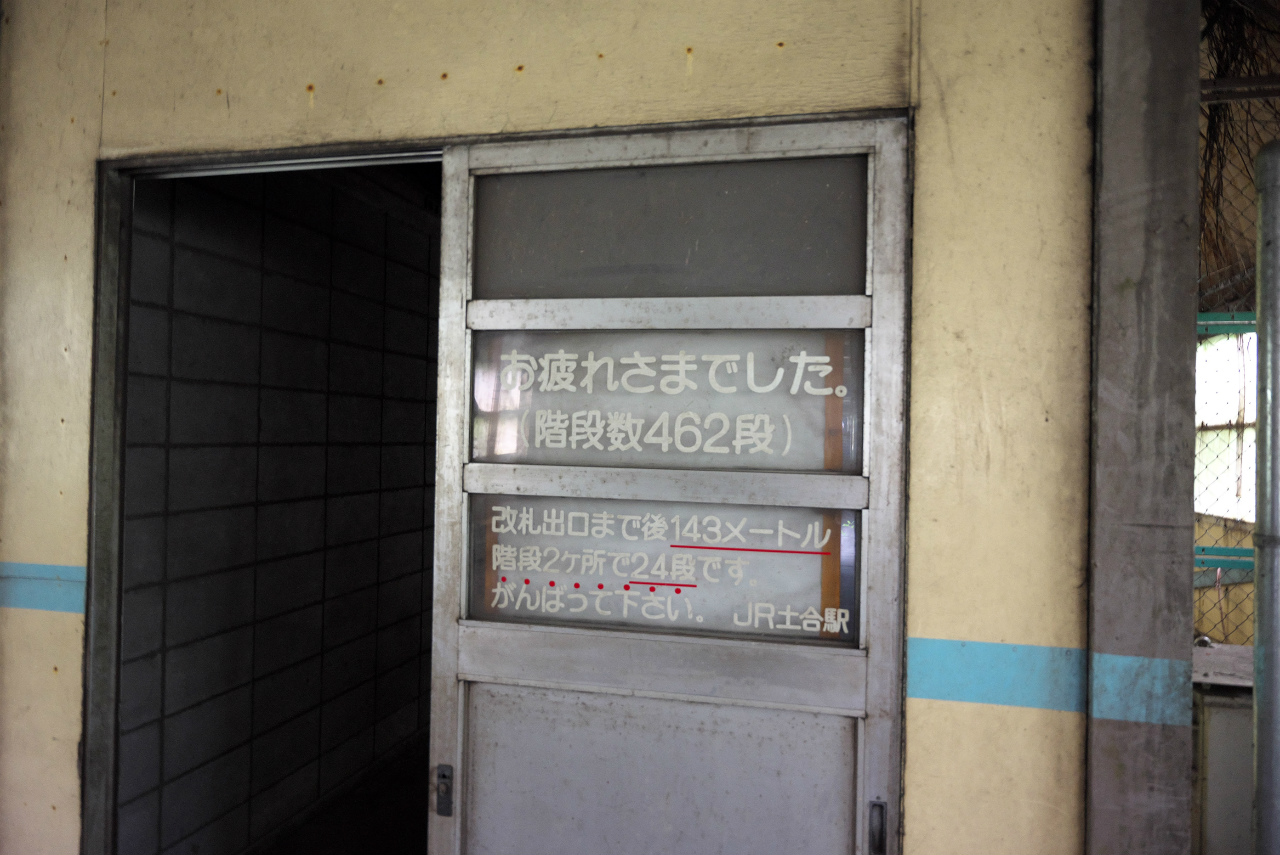 お疲れさまでした。
（階段数462段）
改札出口まで後143メートル
階段2ヶ所で24段です。
がんばって下さい。 JR土合駅